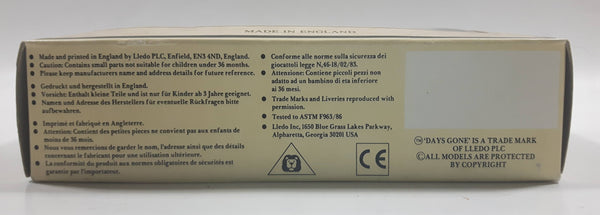 MADE IN ENGLAND
Made and printed in England by Lledo PLC, Enfield, EN3 4ND, England.
Caution: Contains small parts not suitable for children under 36 months.
Please keep manufacturers name and address details for future reference.
Gedruckt und hergestellt in England.
Vorsicht: Enthält kleine Teile und ist nur für Kinder ab 3 Jahre geeignet.
Namen und Adresse des Herstellers für eventuelle Rückfragen bitte
aufbewahren.
Imprimé et fabriqué en Angleterre.
Attention: Contient des petites pieces ne convient pas aux enfants de
moins de 36 mois.
Nous vous remercions de garder le nom, l'adresse et tous les détails
concernant le fabricant pour une utilisation ultérieure.
La conformité du produit aux normes obligatoires de sécurités est
garantie par l'importateur.
Conforme alle norme sulla sicurezza dei
giocattoli legge N,46-18/02/83.
Attenzione: Contiene piccoli pezzi non
adatto ad un bambino di eta inferiore
ai 36 mesi.
Trade Marks and Liveries reproduced with
permission.
Tested to ASTM F963/86
Lledo Inc, 1650 Blue Grass Lakes Parkway,
Alpharetta, Georgia 30201 USA
CE
™ 'DAYS GONE' IS A TRADE MARK
OF LLEDO PLC
©ALL MODELS ARE PROTECTED
BY COPYRIGHT